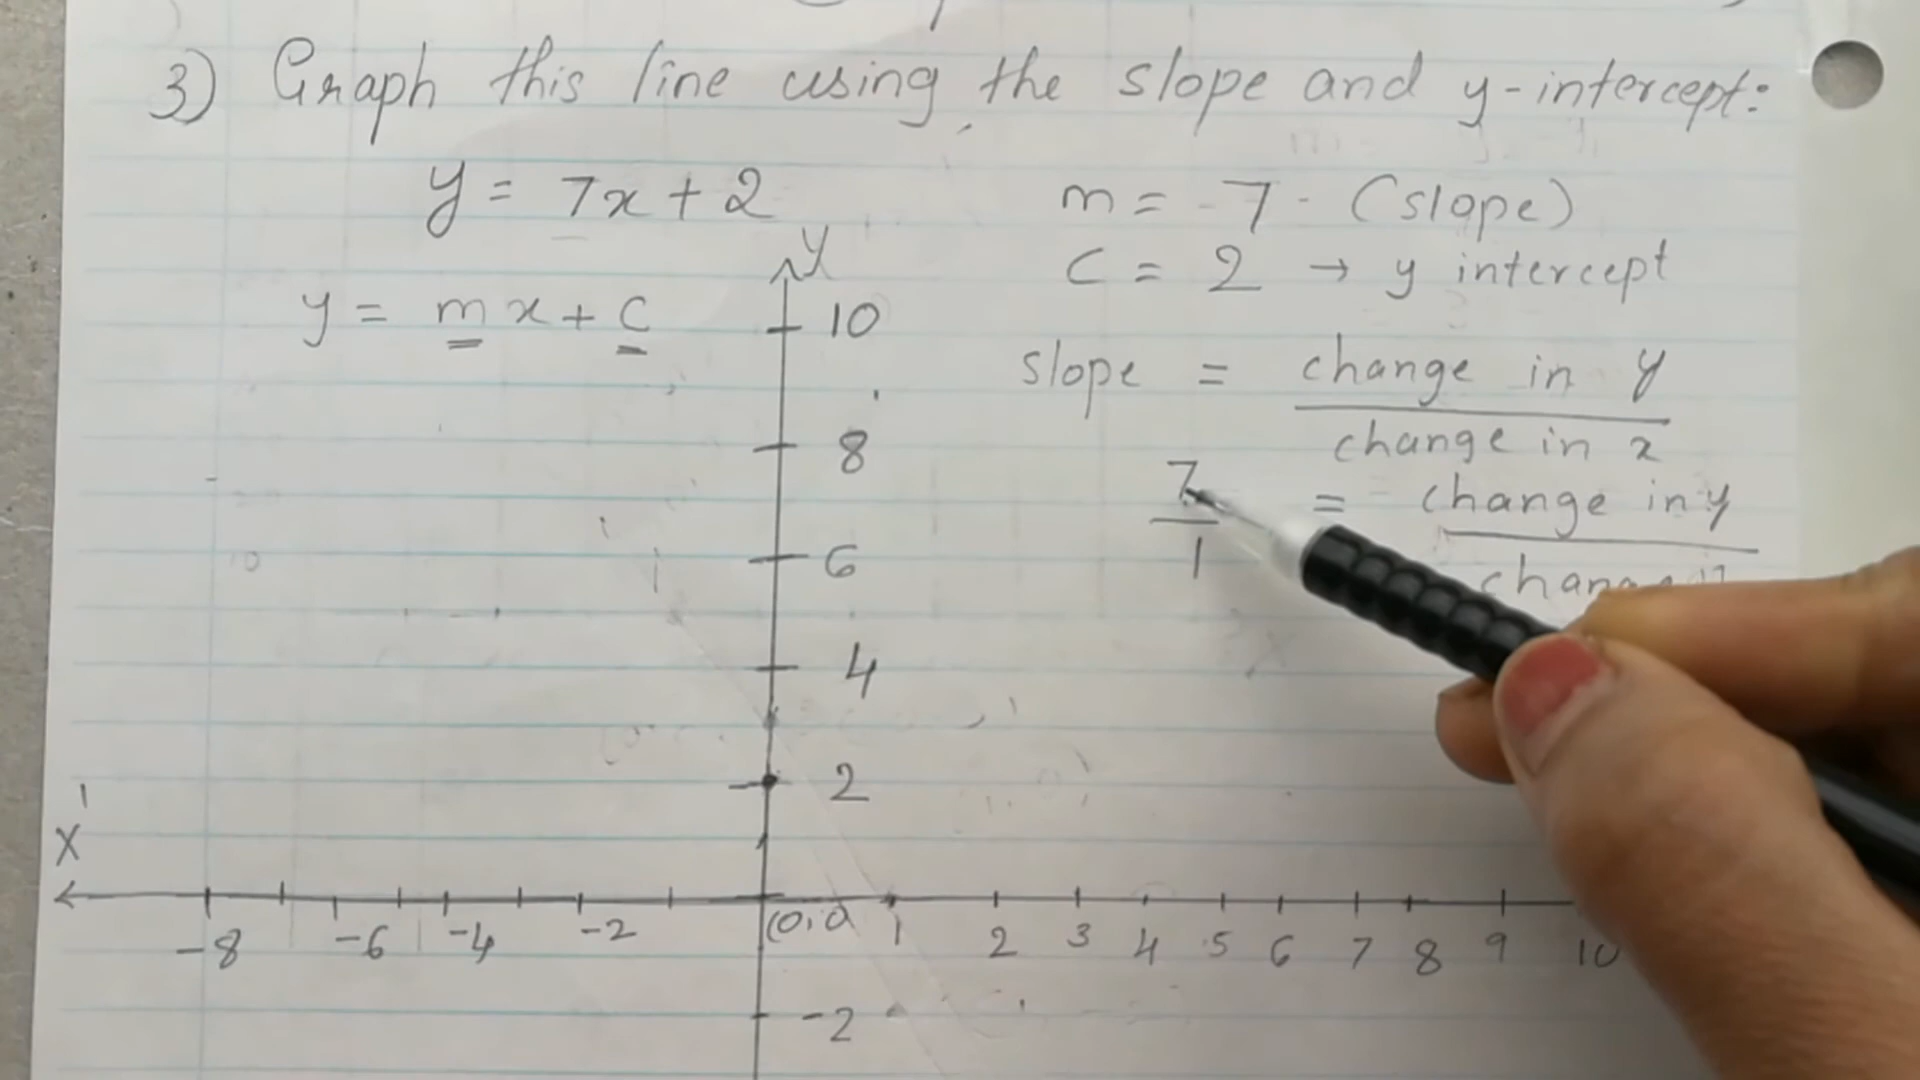 3) Graph this line using the slope and y-intercept:
y = 7x + 2
m = 7 - (slope)
c = 2 → y intercept
y = mx + c
slope = change in y
change in x
7 = change in y
1
y
10
8
6
4
2
X'
-8 -6 -4 -2 (0,0 1 2 3 4 5 6 7 8 9 10
-2